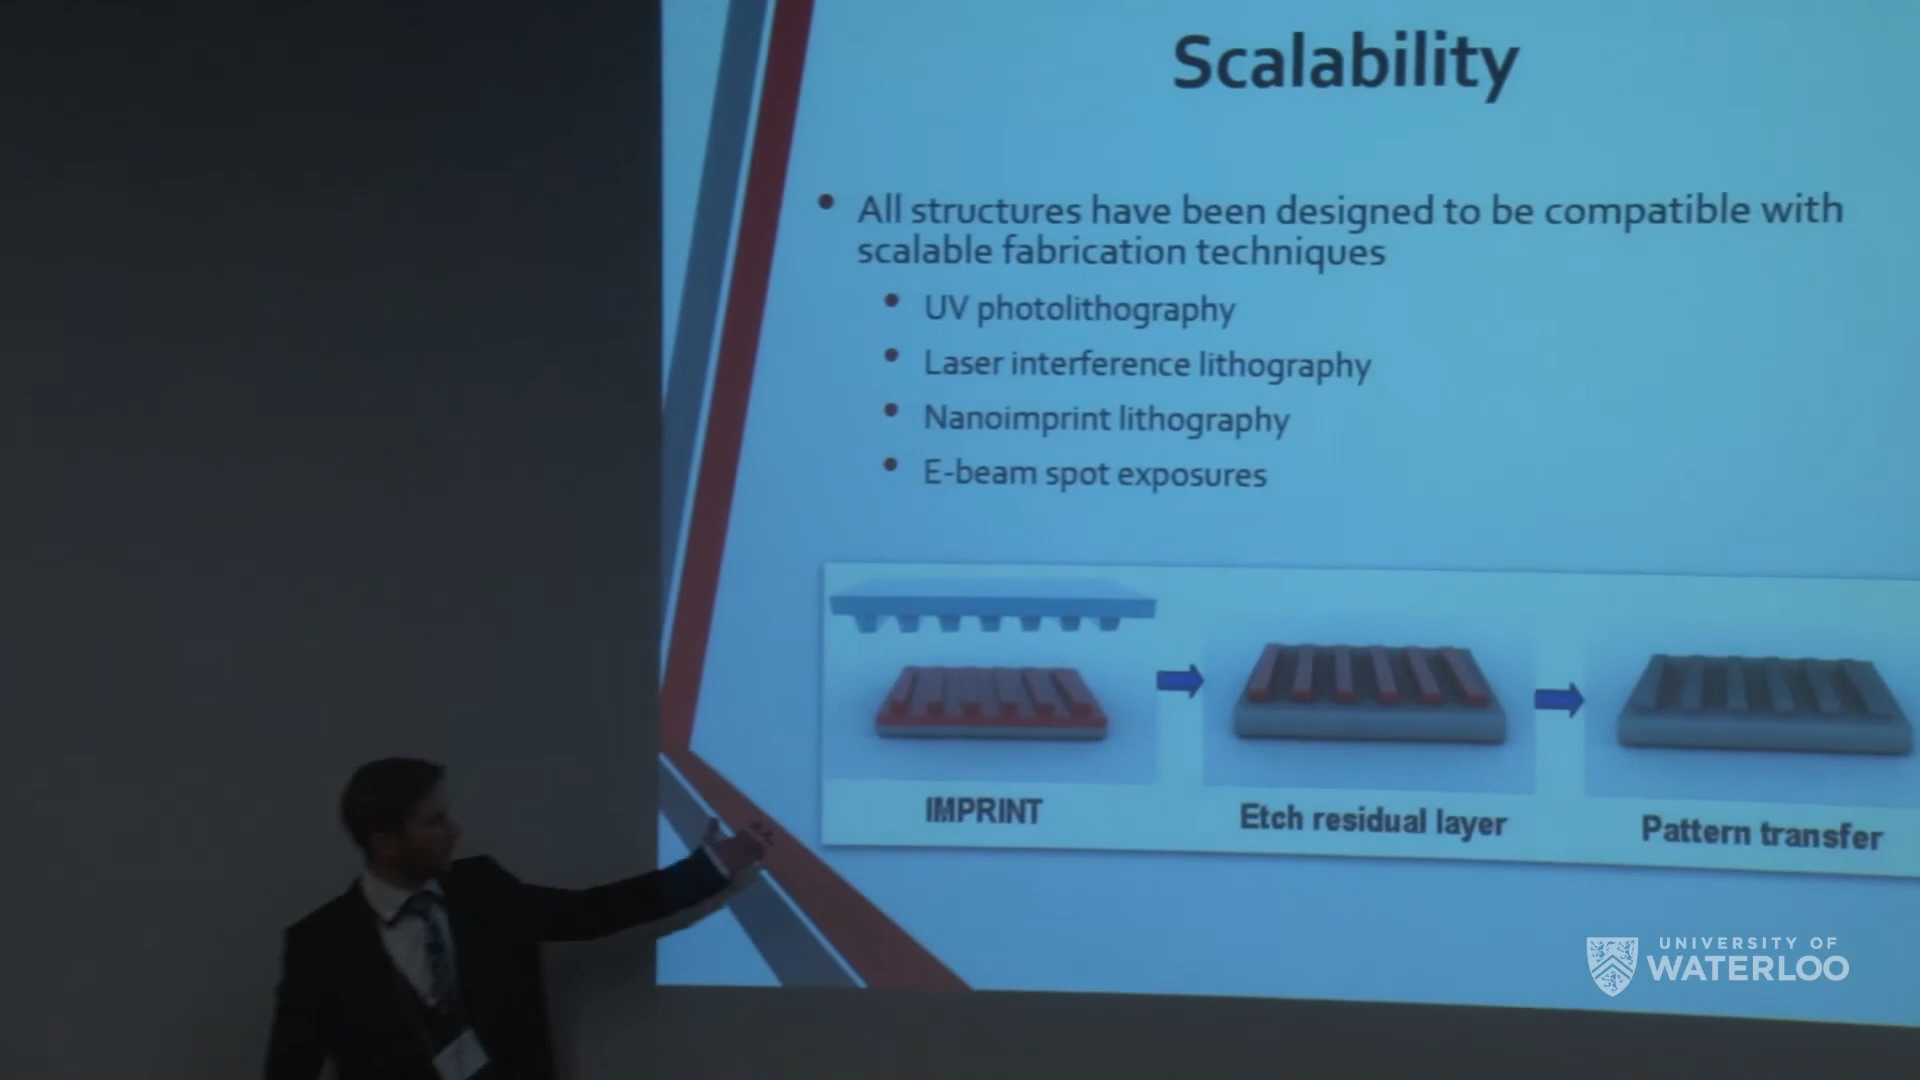 Scalability
All structures have been designed to be compatible with
scalable fabrication techniques
UV photolithography
Laser interference lithography
Nanoimprint lithography
E-beam spot exposures
IMPRINT
Etch residual layer
Pattern transfer
UNIVERSITY OF
WATERLOO